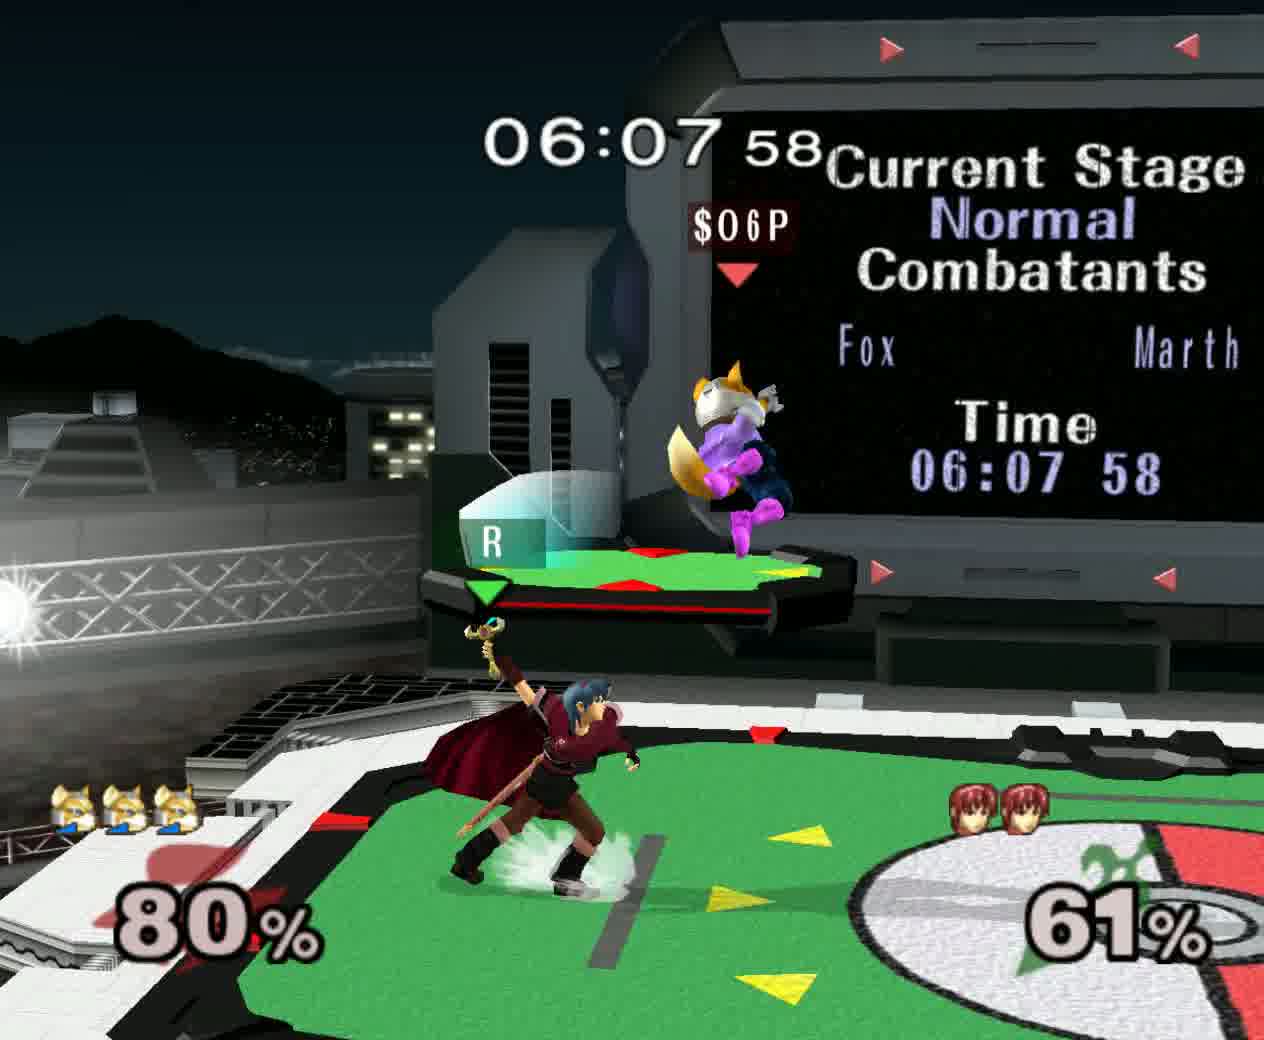 06:07 58
Current Stage
Normal
$06P
Combatants
Fox Marth
Time
06:07 58
R
80%
61%